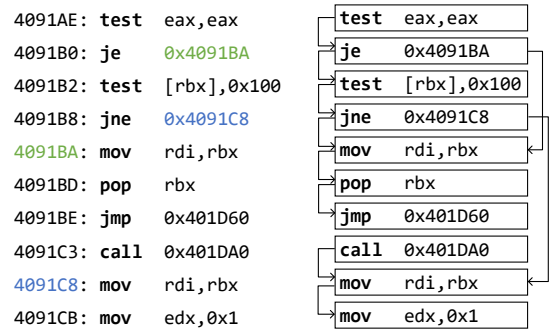 4091AE: test eax,eax
4091B0: je 0x4091BA
4091B2: test [rbx],0x100
4091B8: jne 0x4091C8
4091BA: mov rdi,rbx
4091BD: pop rbx
4091BE: jmp 0x401D60
4091C3: call 0x401DA0
4091C8: mov rdi,rbx
4091CB: mov edx,0x1
test eax,eax
je 0x4091BA
test [rbx],0x100
jne 0x4091C8
mov rdi,rbx
pop rbx
jmp 0x401D60
call 0x401DA0
mov rdi,rbx
mov edx,0x1